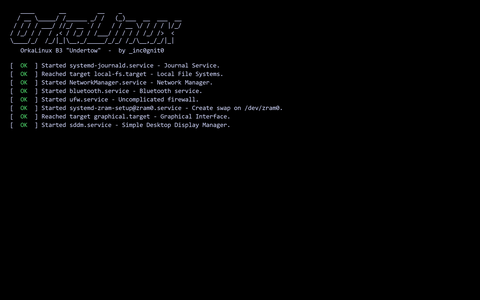 OrkaLinux B3 "Undertow"  -  by _inc0gnit0
[  OK  ] Started systemd-journald.service - Journal Service.
[  OK  ] Reached target local-fs.target - Local File Systems.
[  OK  ] Started NetworkManager.service - Network Manager.
[  OK  ] Started bluetooth.service - Bluetooth service.
[  OK  ] Started ufw.service - Uncomplicated firewall.
[  OK  ] Started systemd-zram-setup@zram0.service - Create swap on /dev/zram0.
[  OK  ] Reached target graphical.target - Graphical Interface.
[  OK  ] Started sddm.service - Simple Desktop Display Manager.